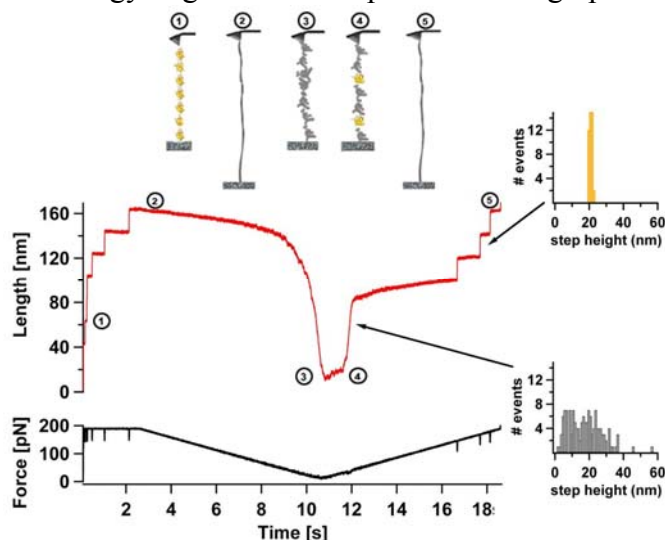 1 2 3 4 5
# events
12
8
4
0 20 40 60
step height (nm)
Length [nm]
160
120
80
40
0
2
5
1
3
4
# events
12
8
4
0 20 40 60
step height (nm)
Force [pN]
200
100
0
2 4 6 8 10 12 14 16 18
Time [s]